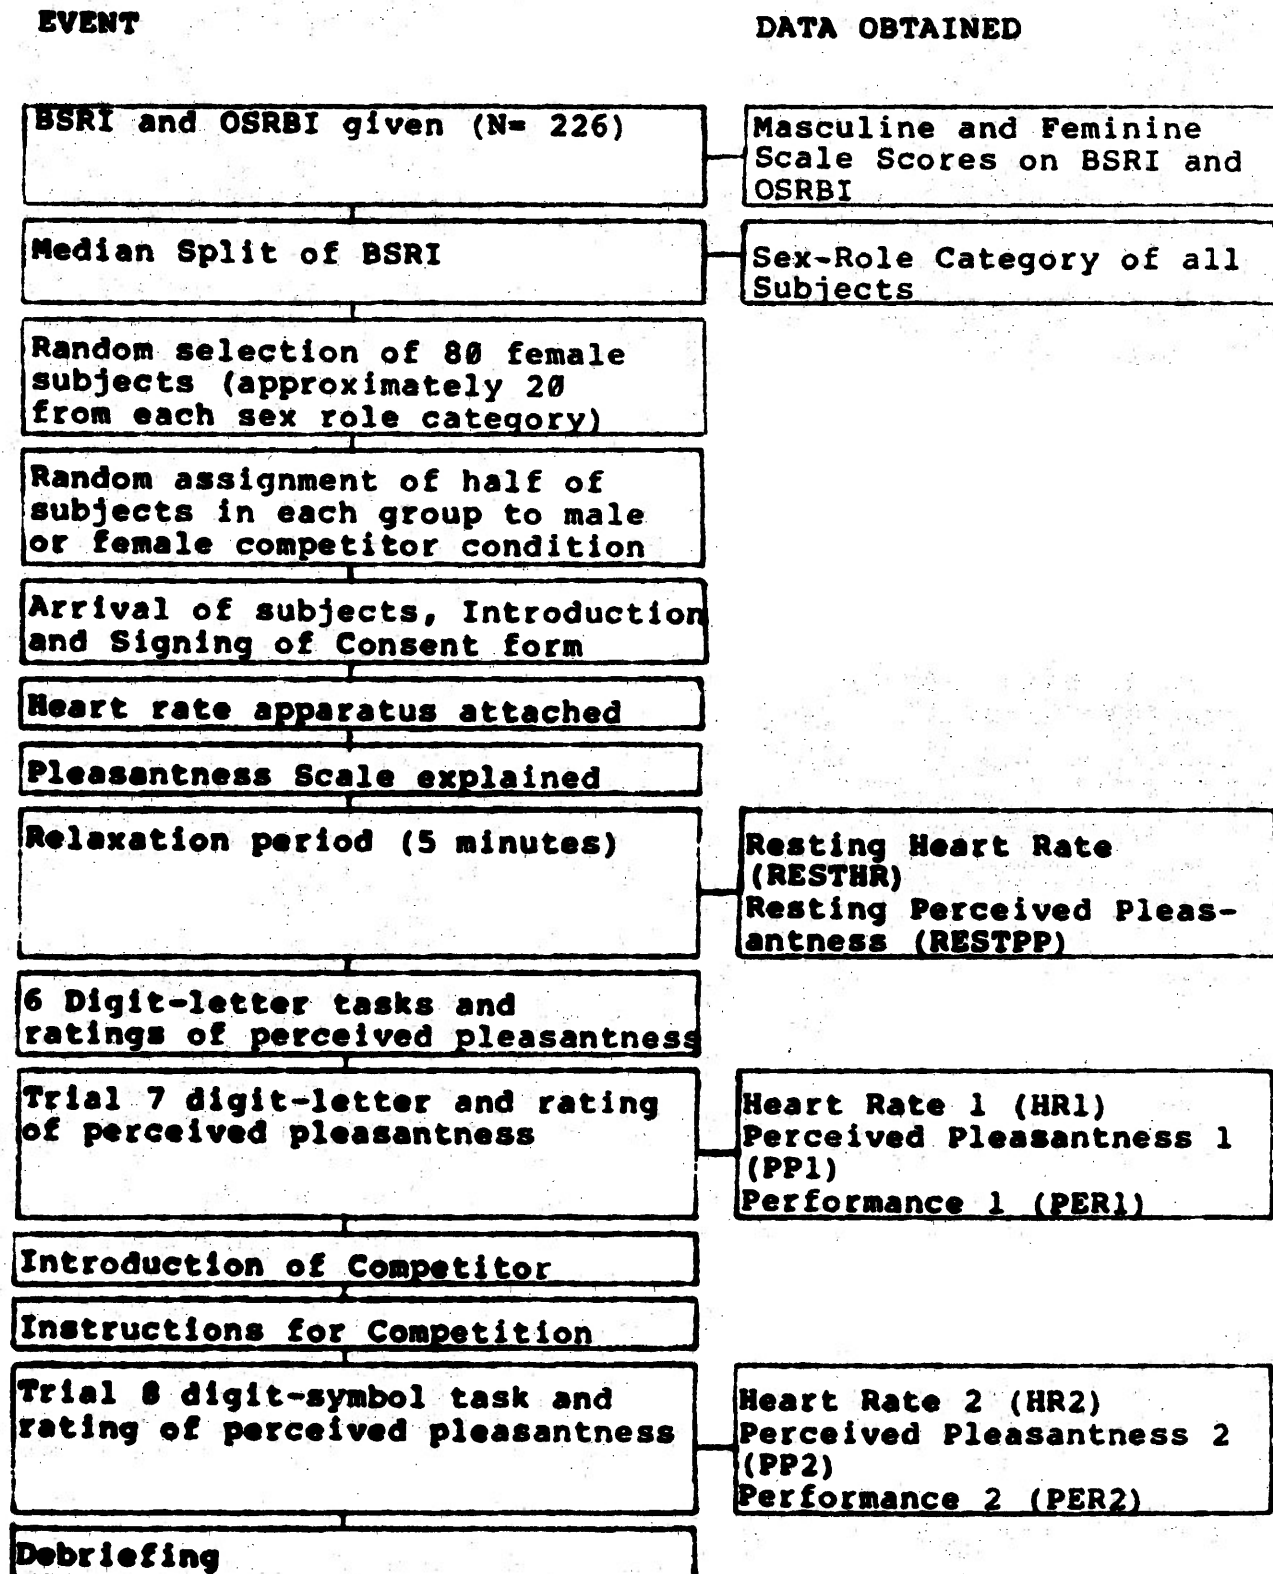 EVENT
DATA OBTAINED
BSRI and OSRBI given (N= 226)
Masculine and Feminine
Scale Scores on BSRI and
OSRBI
Median Split of BSRI
Sex-Role Category of all
Subjects
Random selection of 80 female
subjects (approximately 20
from each sex role category)
Random assignment of half of
subjects in each group to male
or female competitor condition
Arrival of subjects, Introduction
and Signing of Consent form
Heart rate apparatus attached
Pleasantness Scale explained
Relaxation period (5 minutes)
Resting Heart Rate
(RESTHR)
Resting Perceived Pleas-
antness (RESTPP)
6 Digit-letter tasks and
ratings of perceived pleasantness
Trial 7 digit-letter and rating
of perceived pleasantness
Heart Rate 1 (HR1)
Perceived Pleasantness 1
(PP1)
Performance 1 (PER1)
Introduction of Competitor
Instructions for Competition
Trial 8 digit-symbol task and
rating of perceived pleasantness
Heart Rate 2 (HR2)
Perceived Pleasantness 2
(PP2)
Performance 2 (PER2)
Debriefing